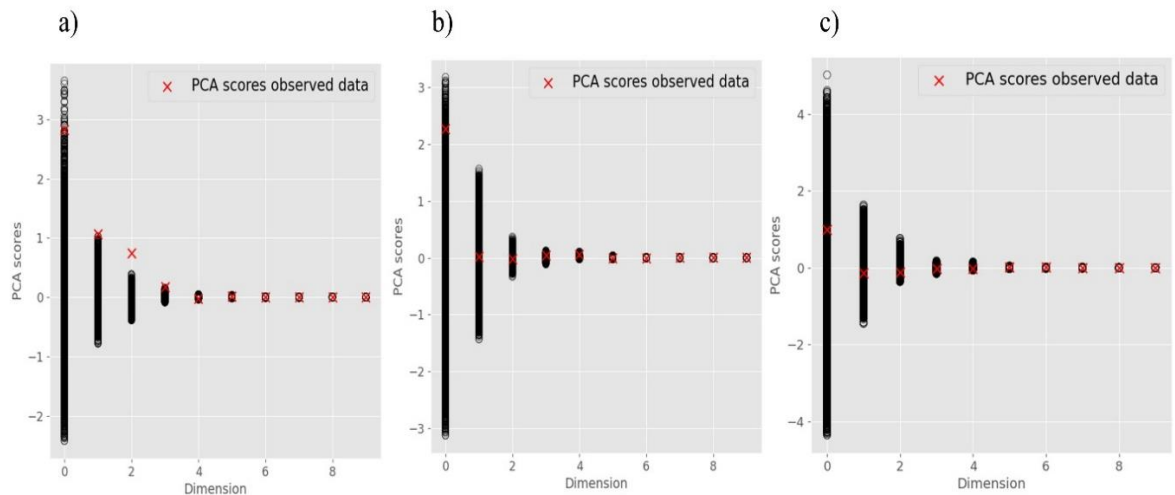 a)
b)
c)
PCA scores observed data
PCA scores observed data
PCA scores observed data
3
2
1
0
−1
−2
PCA scores
0 2 4 6 8
Dimension
3
2
1
0
−1
−2
−3
PCA scores
0 2 4 6 8
Dimension
4
2
0
−2
−4
PCA scores
0 2 4 6 8
Dimension